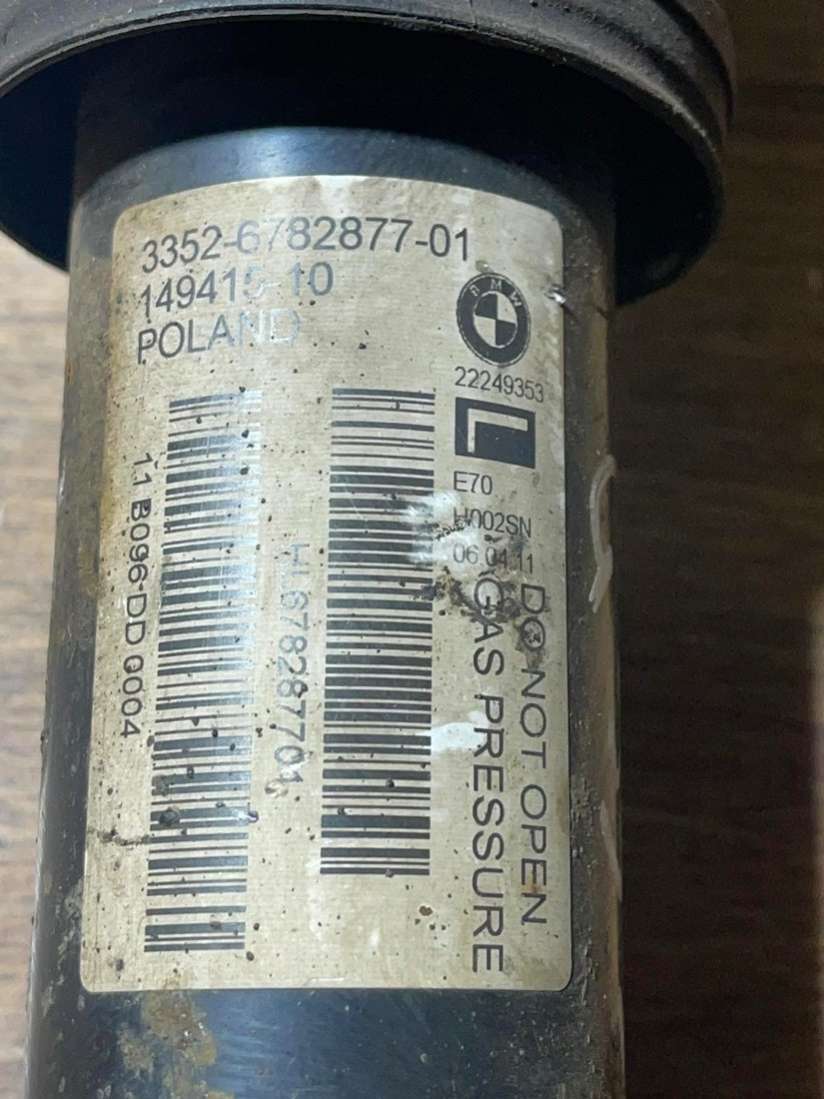 3352-6782877-01
149415-10
POLAND
BMW
22249353
L
E70
H002SN
06.04.11
DO NOT OPEN
GAS PRESSURE
HL678287701
11 B096-DD 0004